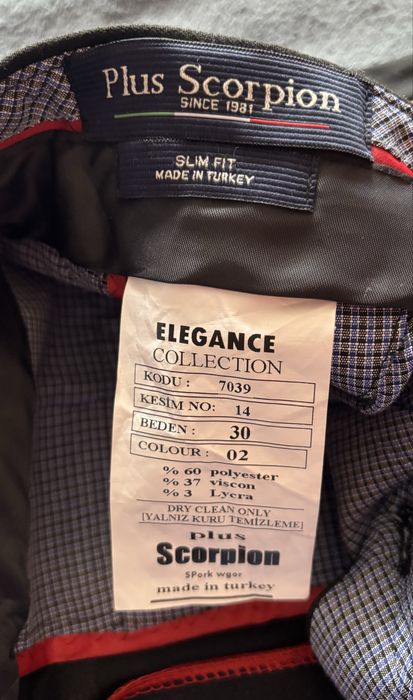 Plus Scorpion
SINCE 1981
SLIM FIT
MADE IN TURKEY
ELEGANCE
COLLECTION
KODU : 7039
KESİM NO: 14
BEDEN : 30
COLOUR : 02
% 60 polyester
% 37 viscon
% 3 Lycra
DRY CLEAN ONLY
[YALNIZ KURU TEMİZLEME]
plus
Scorpion
SPork wgor
made in turkey